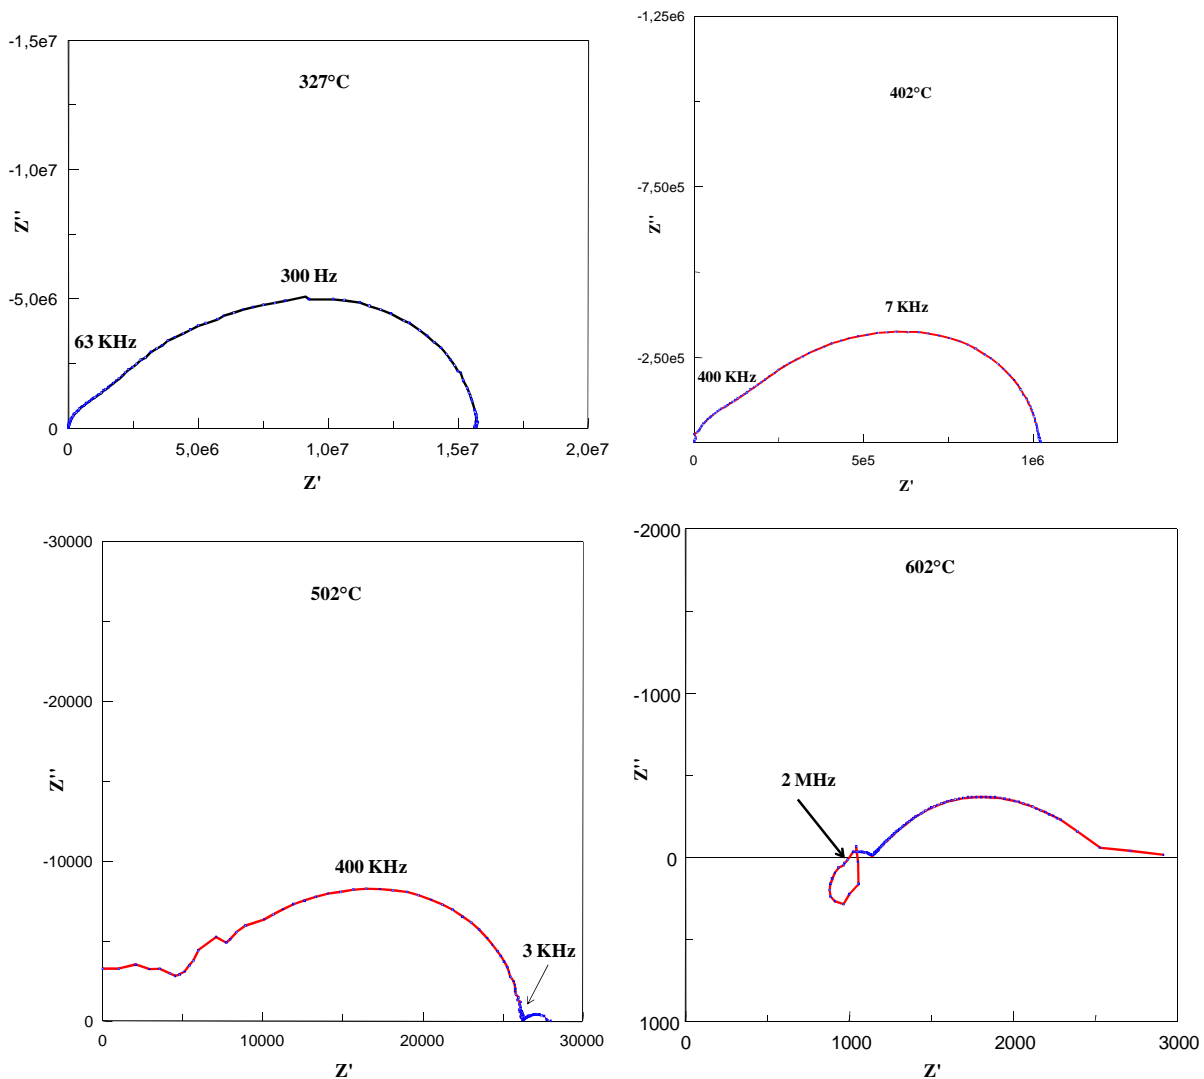 -1,5e7
327°C
-1,0e7
Z''
300 Hz
-5,0e6
63 KHz
0
0 5,0e6 1,0e7 1,5e7 2,0e7
Z'
-1,25e6
402°C
-7,50e5
Z''
7 KHz
-2,50e5
400 KHz
0 5e5 1e6
Z'
-30000
502°C
-20000
Z''
-10000
400 KHz
3 KHz
0
0 10000 20000 30000
Z'
-2000
602°C
-1000
Z''
2 MHz
0
1000
0 1000 2000 3000
Z'